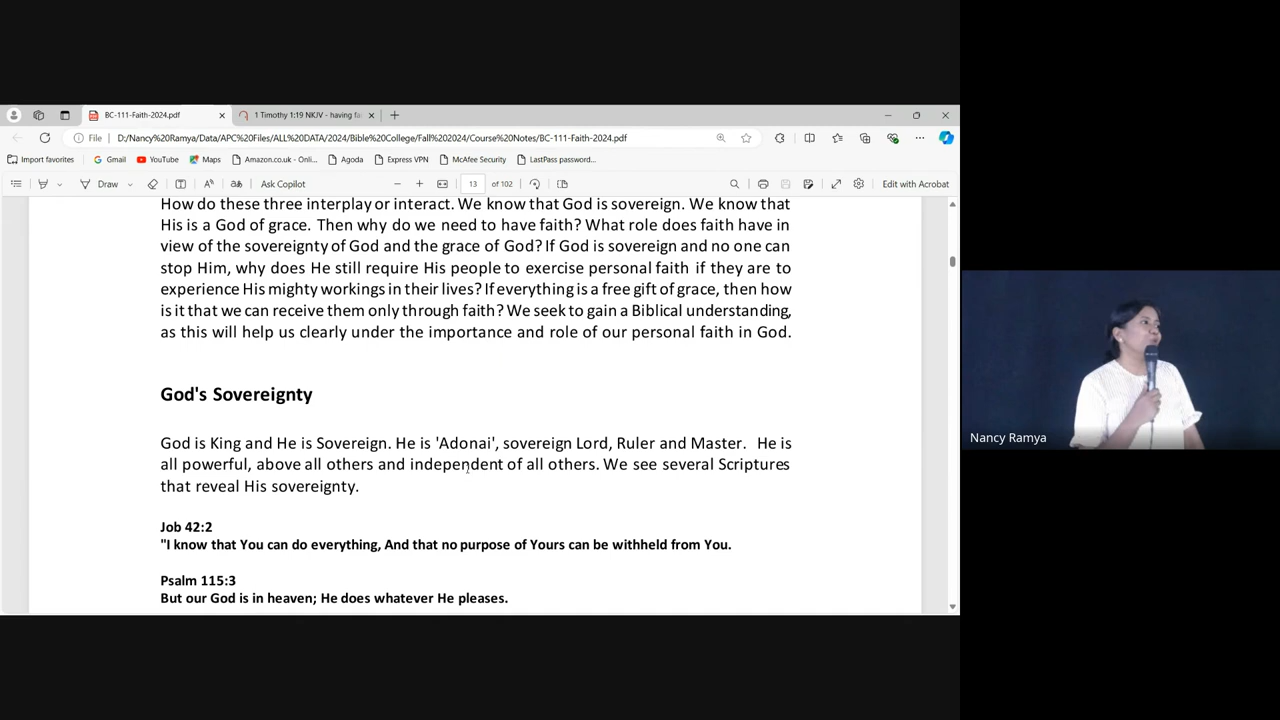 BC-111-Faith-2024.pdf
1 Timothy 1:19 NKJV - having fa
File
D:/Nancy%20Ramya/Data/APC%20Files/ALL%20DATA/2024/Bible%20College/Fall%202024/Course%20Notes/BC-111-Faith-2024.pdf
Import favorites Gmail YouTube Maps Amazon.co.uk - Onli... Agoda Express VPN McAfee Security LastPass password...
Draw Ask Copilot 13 of 102 Edit with Acrobat
How do these three interplay or interact. We know that God is sovereign. We know that
His is a God of grace. Then why do we need to have faith? What role does faith have in
view of the sovereignty of God and the grace of God? If God is sovereign and no one can
stop Him, why does He still require His people to exercise personal faith if they are to
experience His mighty workings in their lives? If everything is a free gift of grace, then how
is it that we can receive them only through faith? We seek to gain a Biblical understanding,
as this will help us clearly under the importance and role of our personal faith in God.
God's Sovereignty
God is King and He is Sovereign. He is 'Adonai', sovereign Lord, Ruler and Master. He is
all powerful, above all others and independent of all others. We see several Scriptures
that reveal His sovereignty.
Job 42:2
"I know that You can do everything, And that no purpose of Yours can be withheld from You.
Psalm 115:3
But our God is in heaven; He does whatever He pleases.
Nancy Ramya